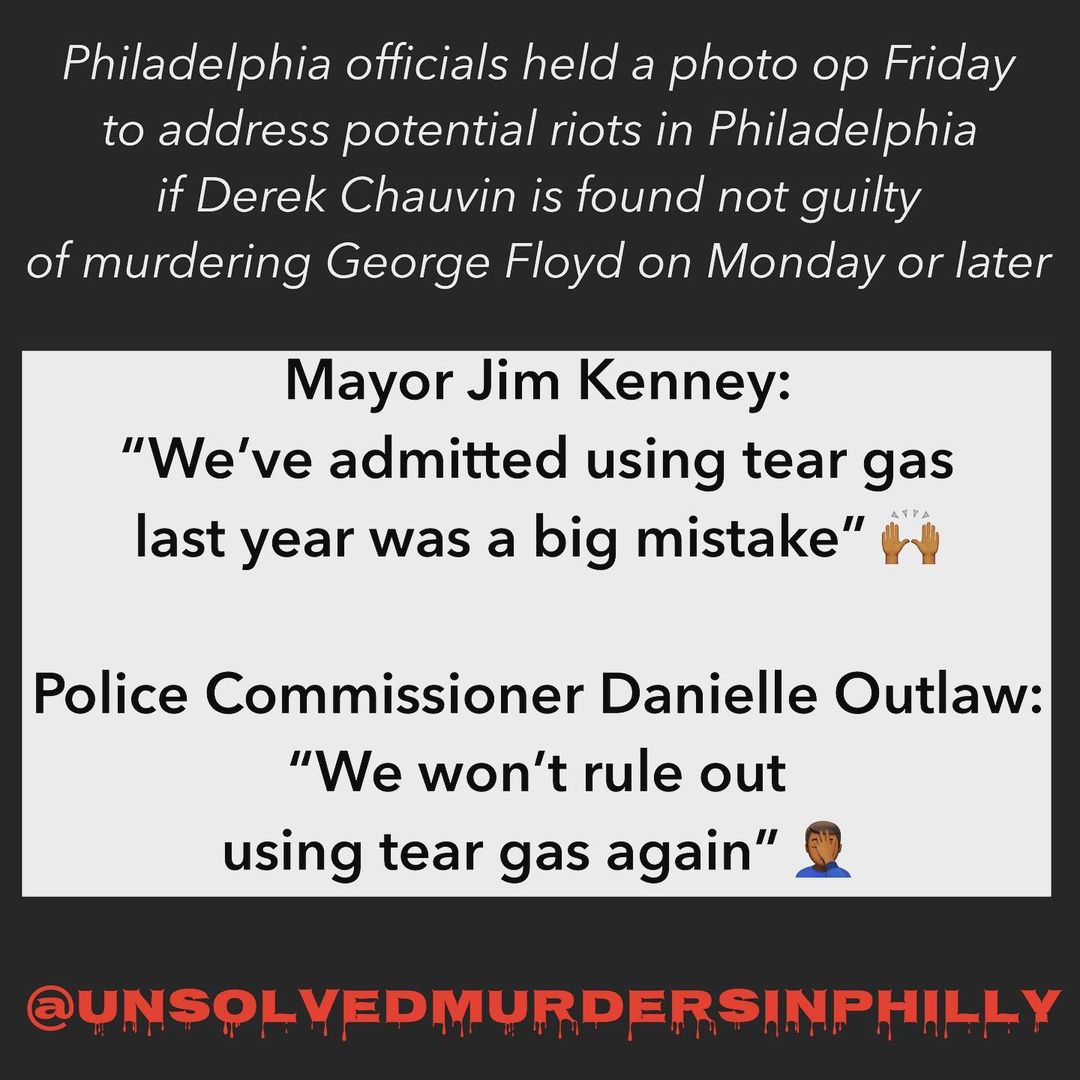 Philadelphia officials held a photo op Friday
to address potential riots in Philadelphia
if Derek Chauvin is found not guilty
of murdering George Floyd on Monday or later
Mayor Jim Kenney:
“We’ve admitted using tear gas
last year was a big mistake” 🙌🏾
Police Commissioner Danielle Outlaw:
“We won’t rule out
using tear gas again” 🤦🏾‍♂️
@UNSOLVEDMURDERSINPHILLY